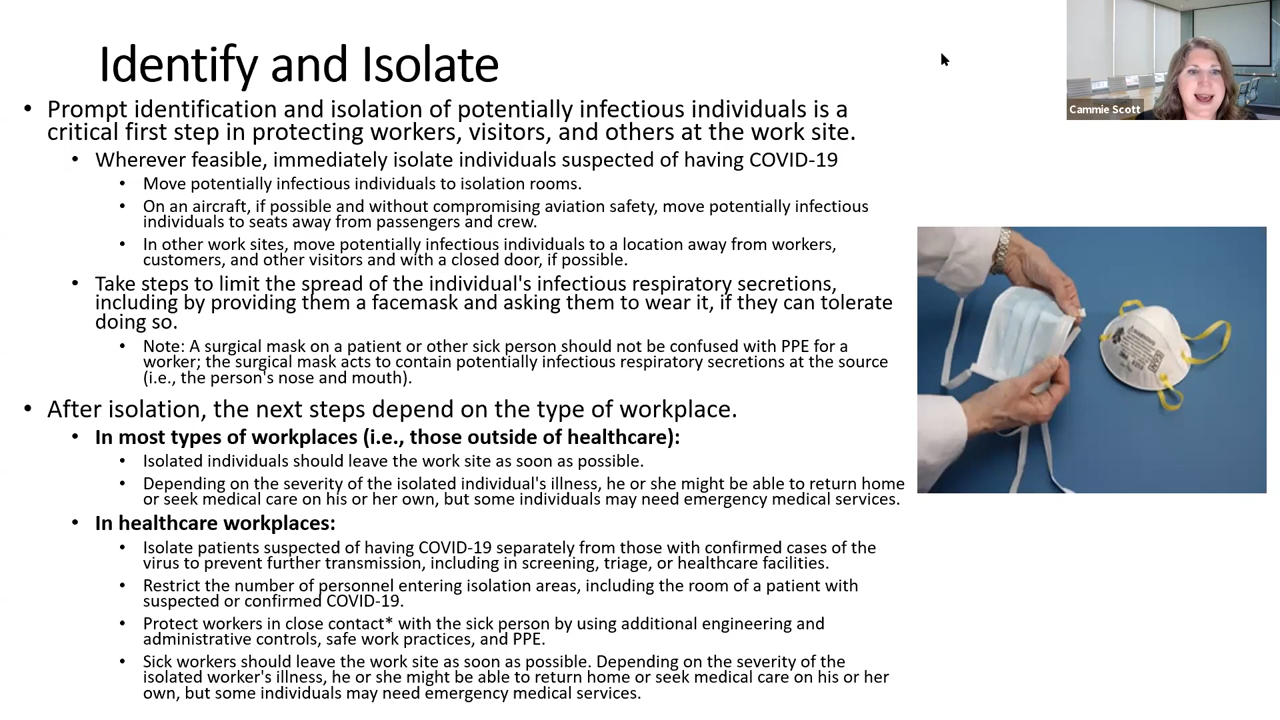 Identify and Isolate
Cammie Scott
• Prompt identification and isolation of potentially infectious individuals is a
critical first step in protecting workers, visitors, and others at the work site.
• Wherever feasible, immediately isolate individuals suspected of having COVID-19
• Move potentially infectious individuals to isolation rooms.
• On an aircraft, if possible and without compromising aviation safety, move potentially infectious
individuals to seats away from passengers and crew.
• In other work sites, move potentially infectious individuals to a location away from workers,
customers, and other visitors and with a closed door, if possible.
• Take steps to limit the spread of the individual's infectious respiratory secretions,
including by providing them a facemask and asking them to wear it, if they can tolerate
doing so.
• Note: A surgical mask on a patient or other sick person should not be confused with PPE for a
worker; the surgical mask acts to contain potentially infectious respiratory secretions at the source
(i.e., the person's nose and mouth).
• After isolation, the next steps depend on the type of workplace.
• In most types of workplaces (i.e., those outside of healthcare):
• Isolated individuals should leave the work site as soon as possible.
• Depending on the severity of the isolated individual's illness, he or she might be able to return home
or seek medical care on his or her own, but some individuals may need emergency medical services.
• In healthcare workplaces:
• Isolate patients suspected of having COVID-19 separately from those with confirmed cases of the
virus to prevent further transmission, including in screening, triage, or healthcare facilities.
• Restrict the number of personnel entering isolation areas, including the room of a patient with
suspected or confirmed COVID-19.
• Protect workers in close contact* with the sick person by using additional engineering and
administrative controls, safe work practices, and PPE.
• Sick workers should leave the work site as soon as possible. Depending on the severity of the
isolated worker's illness, he or she might be able to return home or seek medical care on his or her
own, but some individuals may need emergency medical services.